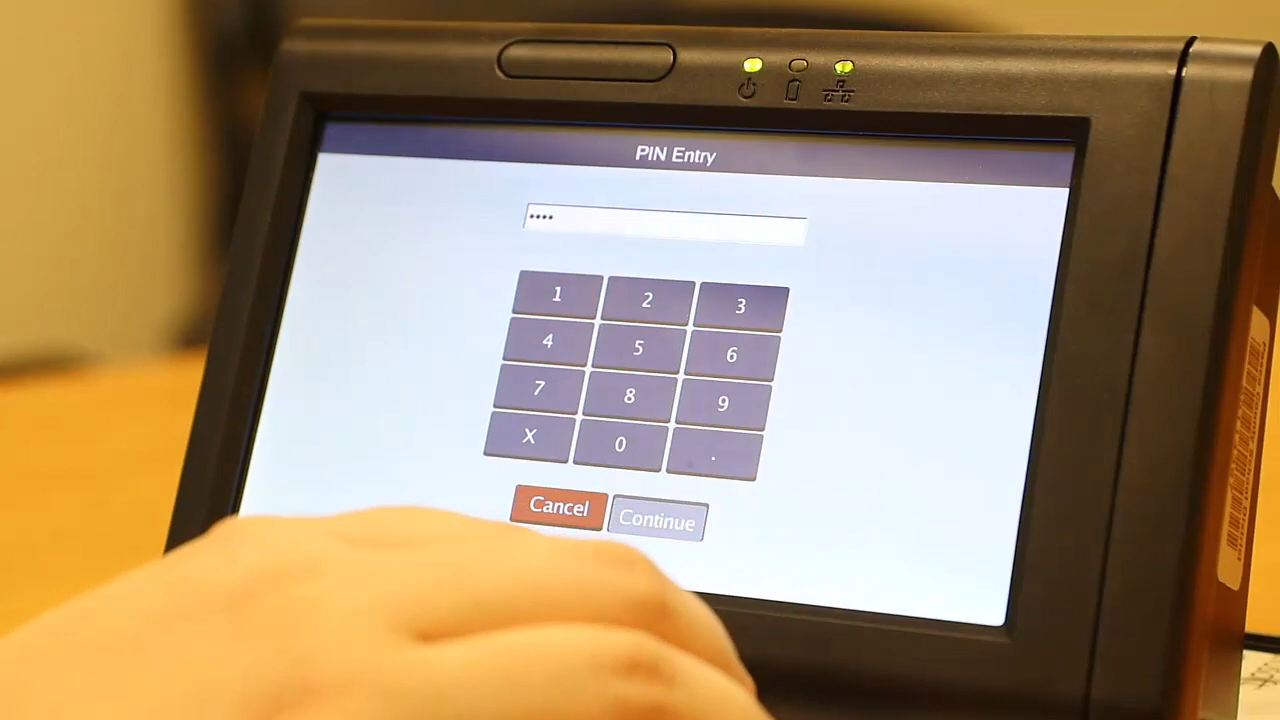 PIN Entry
••••
1 2 3
4 5 6
7 8 9
X 0 .
Cancel Continue